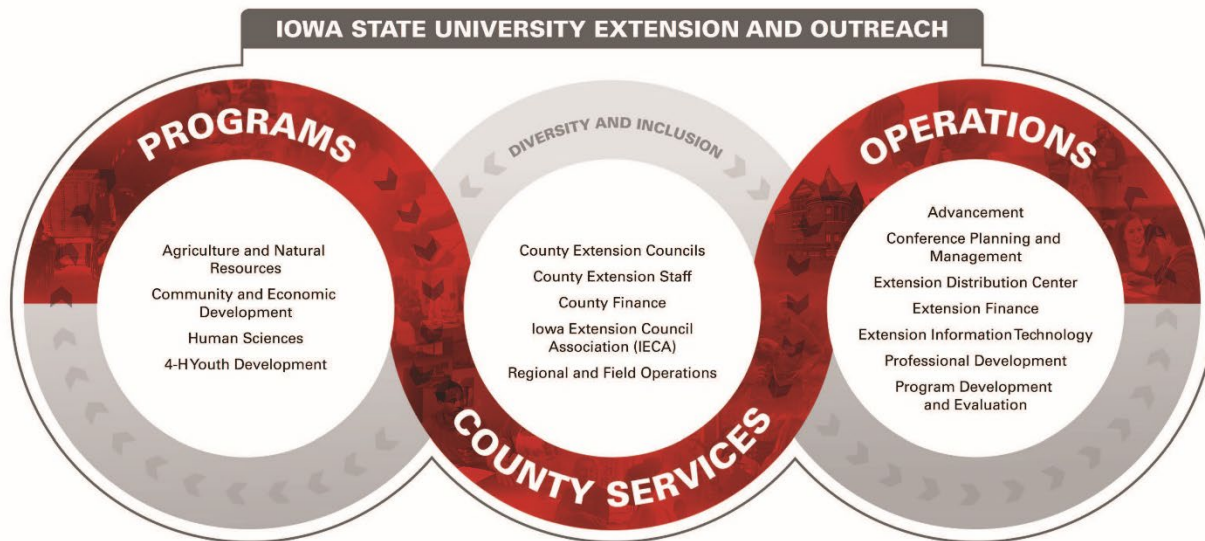 IOWA STATE UNIVERSITY EXTENSION AND OUTREACH
PROGRAMS
Agriculture and Natural
Resources
Community and Economic
Development
Human Sciences
4-H Youth Development
DIVERSITY AND INCLUSION
County Extension Councils
County Extension Staff
County Finance
Iowa Extension Council
Association (IECA)
Regional and Field Operations
COUNTY SERVICES
OPERATIONS
Advancement
Conference Planning and
Management
Extension Distribution Center
Extension Finance
Extension Information Technology
Professional Development
Program Development
and Evaluation